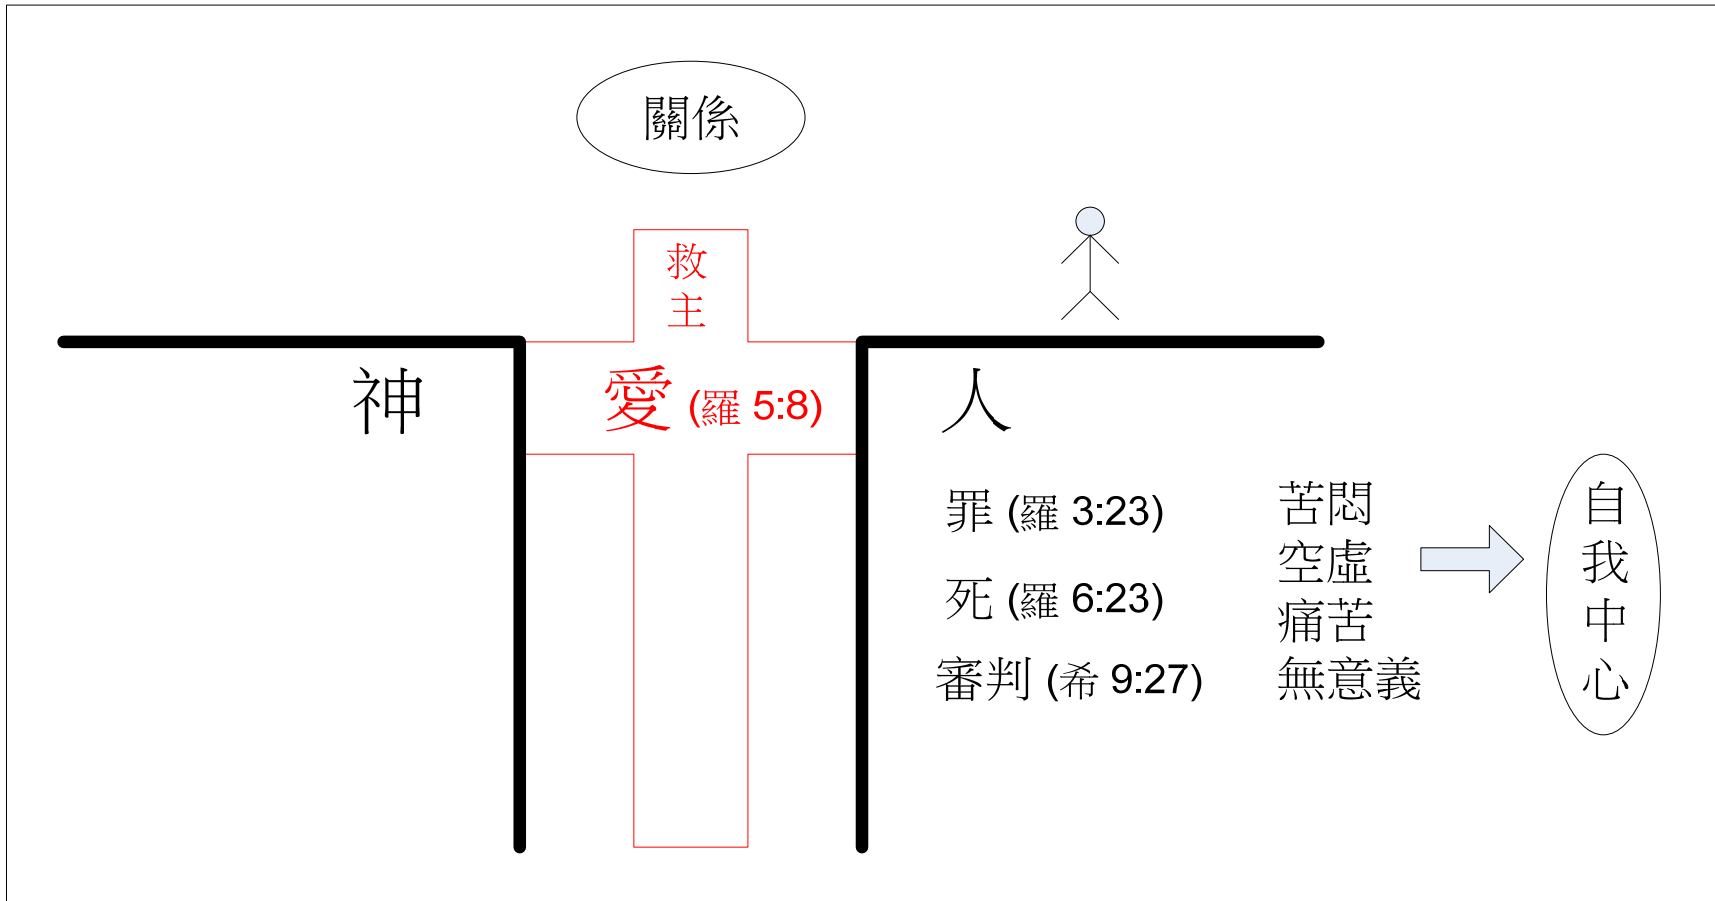 關係
救
主
神
愛 (羅 5:8)
人
罪 (羅 3:23)
死 (羅 6:23)
審判 (希 9:27)
苦悶
空虛
痛苦
無意義
自
我
中
心